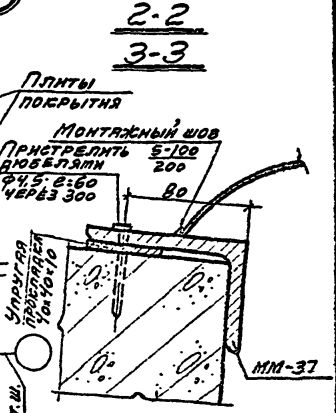 2-2
3-3
Плиты
покрытия
Монтажный шов
5-100
200
Пристрелить
дюбелями
ф4.5 е=60
через 300
80
Упругая
прокладка
40х40х10
ММ-37
т.ш.